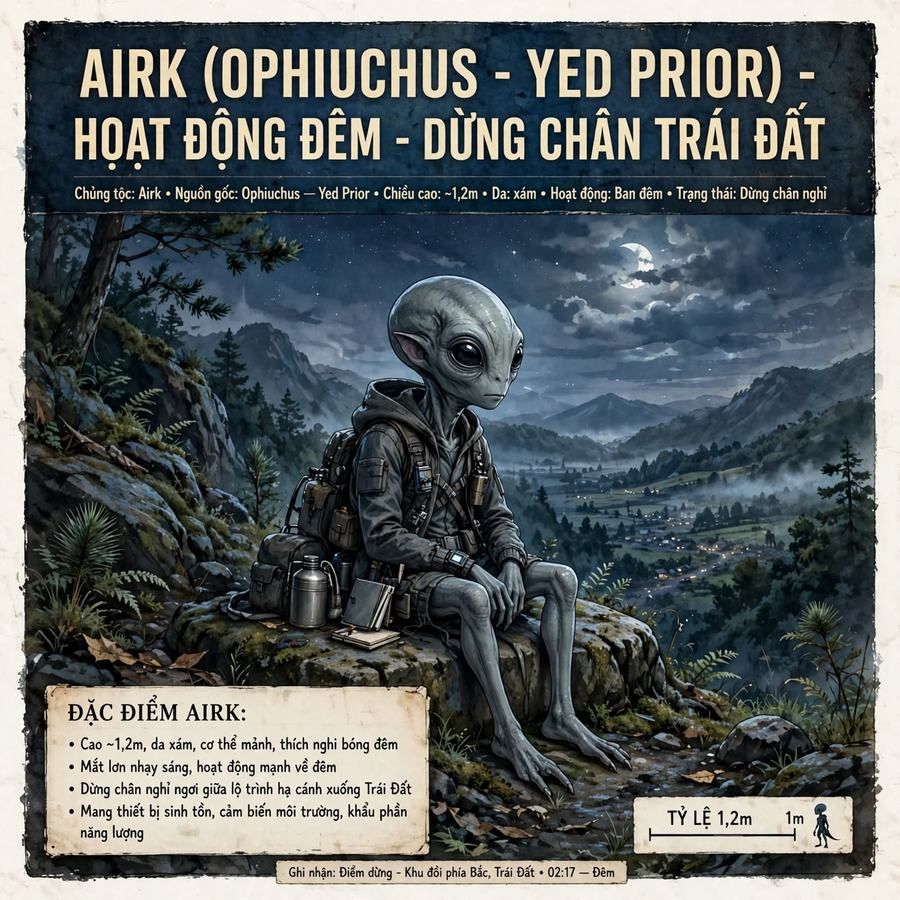 AIRK (OPHIUCHUS - YED PRIOR) -
HOẠT ĐỘNG ĐÊM - DỪNG CHÂN TRÁI ĐẤT
Chủng tộc: Airk • Nguồn gốc: Ophiuchus — Yed Prior • Chiều cao: ~1,2m • Da: xám • Hoạt động: Ban đêm • Trạng thái: Dừng chân nghỉ
ĐẶC ĐIỂM AIRK:
• Cao ~1,2m, da xám, cơ thể mảnh, thích nghi bóng đêm
• Mắt lớn nhạy sáng, hoạt động mạnh về đêm
• Dừng chân nghỉ ngơi giữa lộ trình hạ cánh xuống Trái Đất
• Mang thiết bị sinh tồn, cảm biến môi trường, khẩu phần
năng lượng
TỶ LỆ 1,2m 1m
Ghi nhận: Điểm dừng - Khu đồi phía Bắc, Trái Đất • 02:17 — Đêm